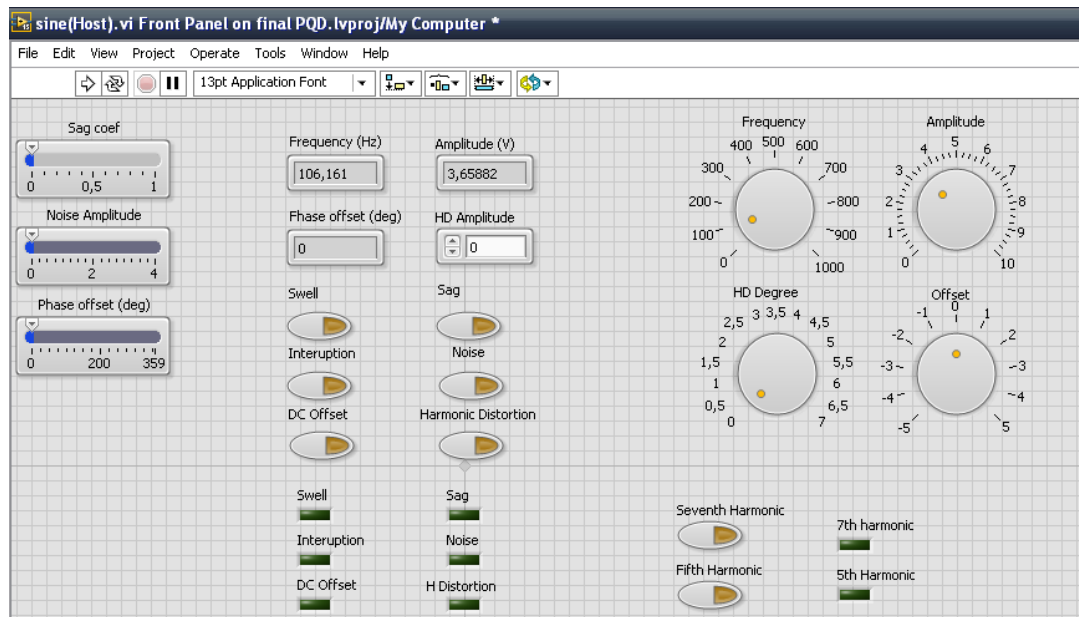 sine(Host).vi Front Panel on final PQD.lvproj/My Computer *
File Edit View Project Operate Tools Window Help
13pt Application Font
Sag coef
0 0,5 1
Noise Amplitude
0 2 4
Phase offset (deg)
0 200 359
Frequency (Hz)
106,161
Amplitude (V)
3,65882
Fhase offset (deg)
0
HD Amplitude
0
Swell
Sag
Interuption
Noise
DC Offset
Harmonic Distortion
Swell
Sag
Interuption
Noise
DC Offset
H Distortion
Frequency
0 100 200 300 400 500 600 700 800 900 1000
Amplitude
0 1 2 3 4 5 6 7 8 9 10
HD Degree
0 0,5 1 1,5 2 2,5 3 3,5 4 4,5 5 5,5 6 6,5 7
Offset
-5 -4 -3 -2 -1 0 1 2 3 4 5
Seventh Harmonic
7th harmonic
Fifth Harmonic
5th Harmonic